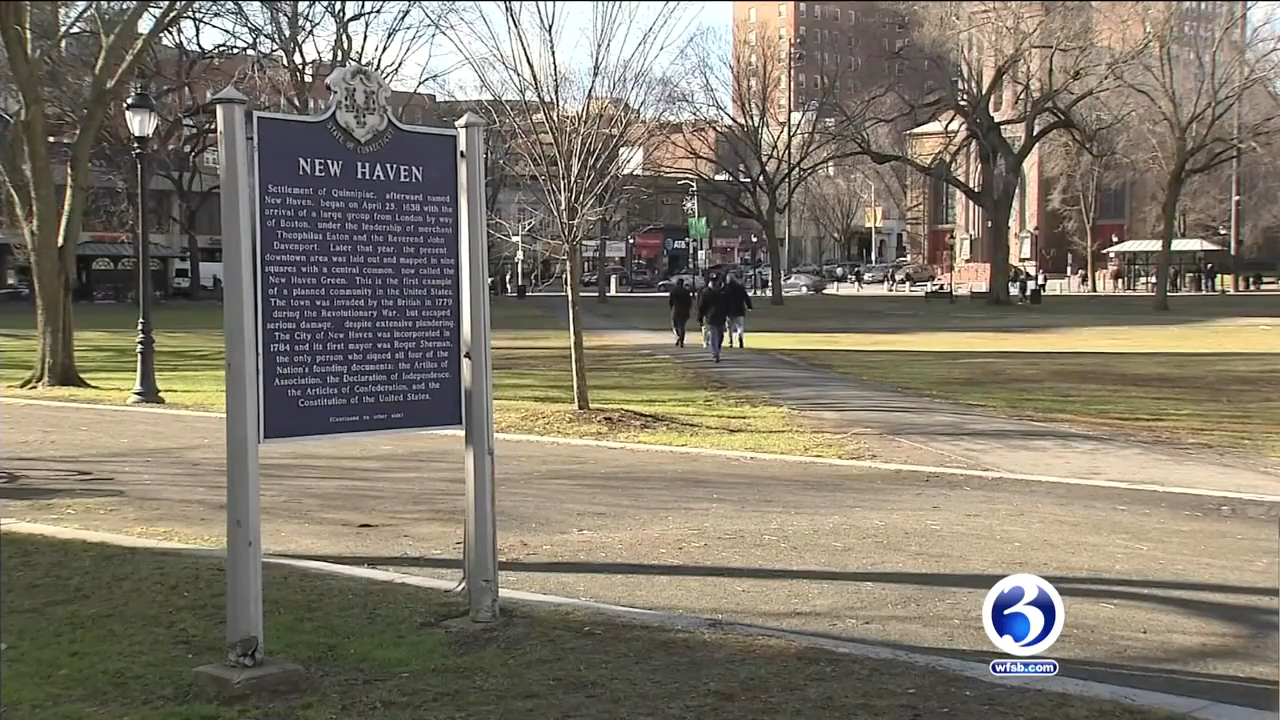 STATE OF CONNECTICUT
NEW HAVEN
Settlement of Quinnipiac, afterward named
New Haven, began on April 25, 1638 with the
arrival of a large group from London by way
of Boston, under the leadership of merchant
Theophilus Eaton and the Reverend John
Davenport. Later that year, the present
downtown area was laid out and mapped in nine
squares with a central common, now called the
New Haven Green. This is the first example
of a planned community in the United States.
The town was invaded by the British in 1779
during the Revolutionary War, but escaped
serious damage, despite extensive plundering.
The City of New Haven was incorporated in
1784 and its first mayor was Roger Sherman,
the only person who signed all four of the
Nation's founding documents: the Artiles of
Association, the Declaration of Independence,
the Articles of Confederation, and the
Constitution of the United States.
(Continued on other side)
AT&T
3
wfsb.com